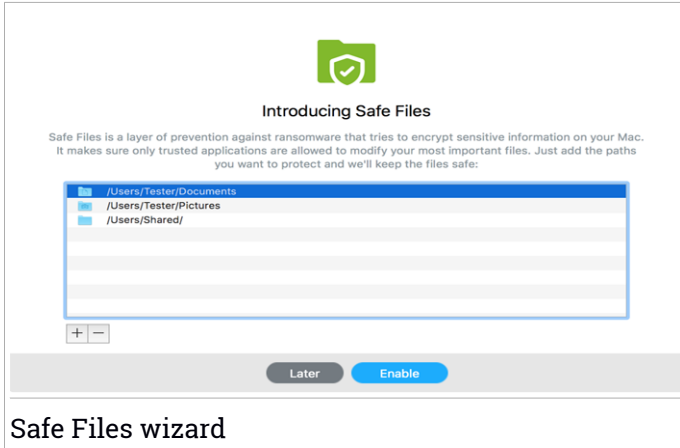 Introducing Safe Files
Safe Files is a layer of prevention against ransomware that tries to encrypt sensitive information on your Mac.
It makes sure only trusted applications are allowed to modify your most important files. Just add the paths
you want to protect and we'll keep the files safe:
/Users/Tester/Documents
/Users/Tester/Pictures
/Users/Shared/
+ −
Later Enable
Safe Files wizard